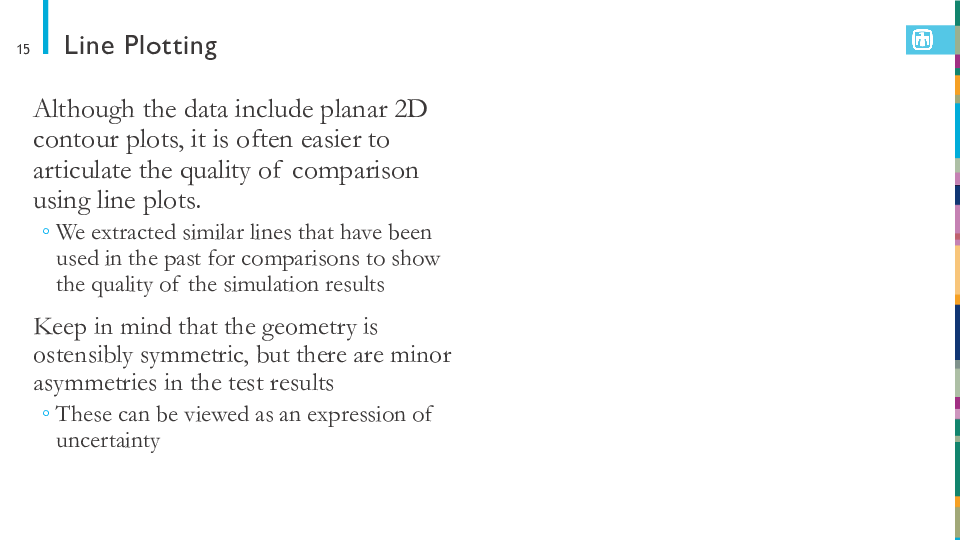 15
Line Plotting
Although the data include planar 2D
contour plots, it is often easier to
articulate the quality of comparison
using line plots.
◦ We extracted similar lines that have been
used in the past for comparisons to show
the quality of the simulation results
Keep in mind that the geometry is
ostensibly symmetric, but there are minor
asymmetries in the test results
◦ These can be viewed as an expression of
uncertainty